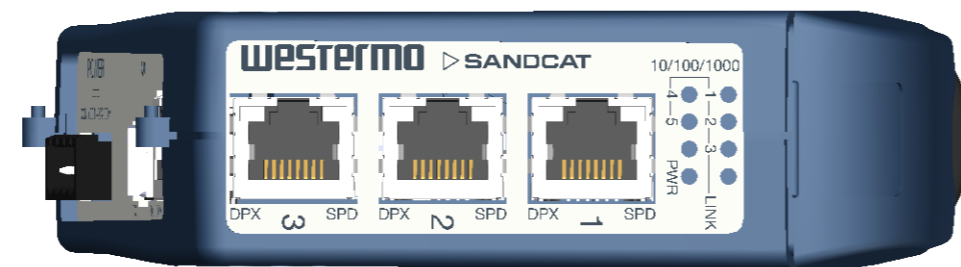 westermo SANDCAT
10/100/1000
4 1
5 2
3
PWR
LINK
DPX SPD DPX SPD DPX SPD
3 2 1
POWER